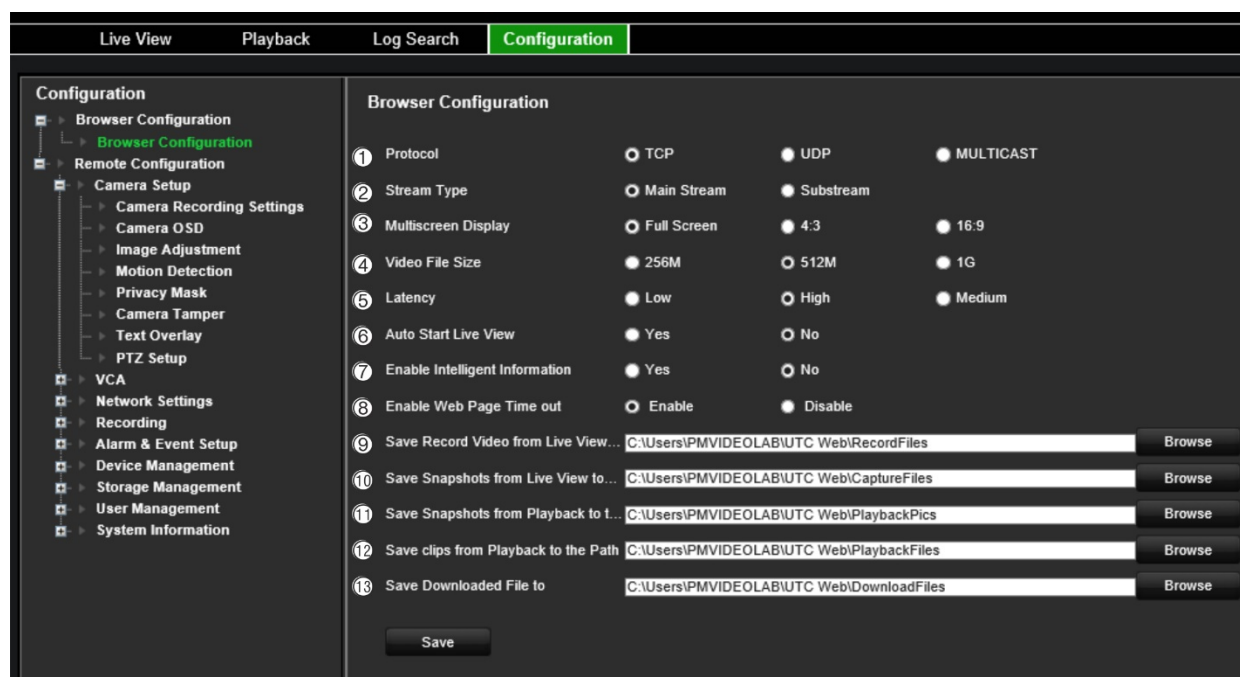 Live View Playback Log Search Configuration
Configuration
Browser Configuration
Browser Configuration
Remote Configuration
Camera Setup
Camera Recording Settings
Camera OSD
Image Adjustment
Motion Detection
Privacy Mask
Camera Tamper
Text Overlay
PTZ Setup
VCA
Network Settings
Recording
Alarm & Event Setup
Device Management
Storage Management
User Management
System Information
Browser Configuration
1 Protocol TCP UDP MULTICAST
2 Stream Type Main Stream Substream
3 Multiscreen Display Full Screen 4:3 16:9
4 Video File Size 256M 512M 1G
5 Latency Low High Medium
6 Auto Start Live View Yes No
7 Enable Intelligent Information Yes No
8 Enable Web Page Time out Enable Disable
9 Save Record Video from Live View... C:\Users\PMVIDEOLAB\UTC Web\RecordFiles Browse
10 Save Snapshots from Live View to... C:\Users\PMVIDEOLAB\UTC Web\CaptureFiles Browse
11 Save Snapshots from Playback to t... C:\Users\PMVIDEOLAB\UTC Web\PlaybackPics Browse
12 Save clips from Playback to the Path C:\Users\PMVIDEOLAB\UTC Web\PlaybackFiles Browse
13 Save Downloaded File to C:\Users\PMVIDEOLAB\UTC Web\DownloadFiles Browse
Save